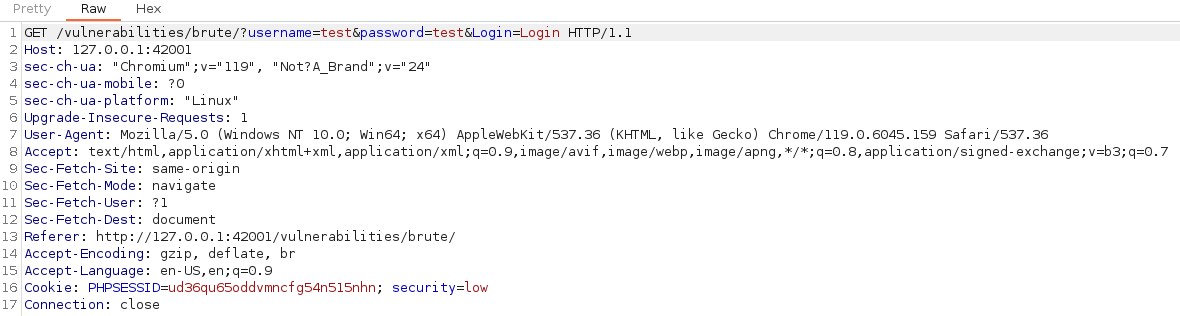 Pretty Raw Hex
1 GET /vulnerabilities/brute/?username=test&password=test&Login=Login HTTP/1.1
2 Host: 127.0.0.1:42001
3 sec-ch-ua: "Chromium";v="119", "Not?A_Brand";v="24"
4 sec-ch-ua-mobile: ?0
5 sec-ch-ua-platform: "Linux"
6 Upgrade-Insecure-Requests: 1
7 User-Agent: Mozilla/5.0 (Windows NT 10.0; Win64; x64) AppleWebKit/537.36 (KHTML, like Gecko) Chrome/119.0.6045.159 Safari/537.36
8 Accept: text/html,application/xhtml+xml,application/xml;q=0.9,image/avif,image/webp,image/apng,*/*;q=0.8,application/signed-exchange;v=b3;q=0.7
9 Sec-Fetch-Site: same-origin
10 Sec-Fetch-Mode: navigate
11 Sec-Fetch-User: ?1
12 Sec-Fetch-Dest: document
13 Referer: http://127.0.0.1:42001/vulnerabilities/brute/
14 Accept-Encoding: gzip, deflate, br
15 Accept-Language: en-US,en;q=0.9
16 Cookie: PHPSESSID=ud36qu65oddvmncfg54n515nhn; security=low
17 Connection: close